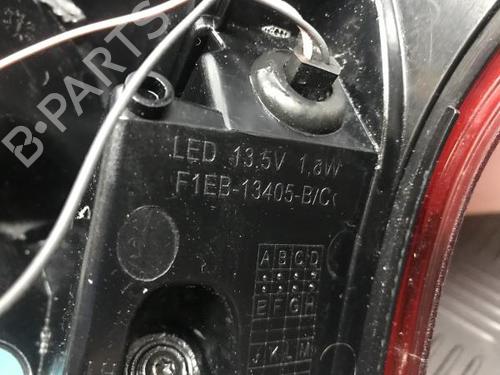 B-PARTS
LED 13,5V 1,8W
F1EB-13405-B/C
A B C D
E F G H
J K L M